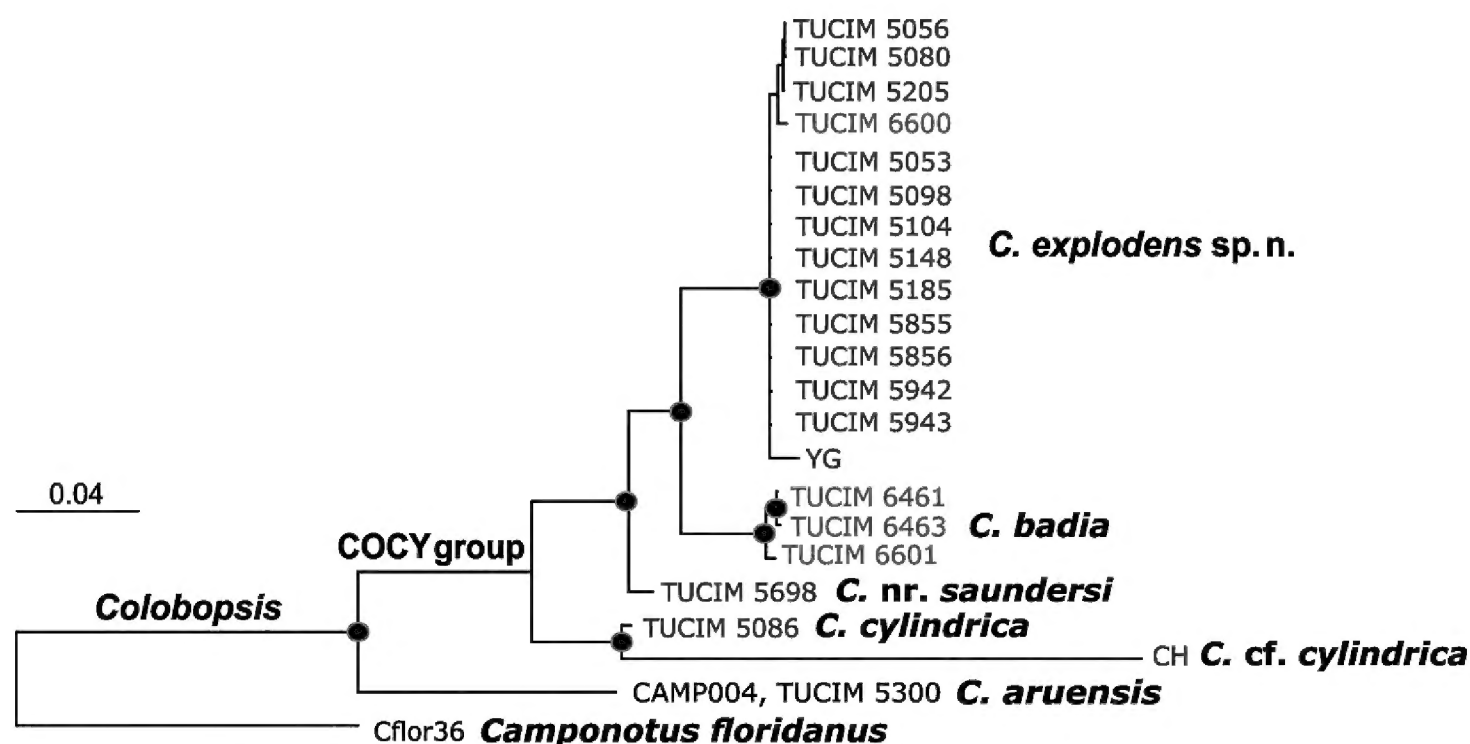 TUCIM 5056
TUCIM 5080
TUCIM 5205
TUCIM 6600
TUCIM 5053
TUCIM 5098
TUCIM 5104
C. explodens sp. n.
TUCIM 5148
TUCIM 5185
TUCIM 5855
TUCIM 5856
TUCIM 5942
TUCIM 5943
YG
0.04
TUCIM 6461
TUCIM 6463 C. badia
COCY group
TUCIM 6601
TUCIM 5698 C. nr. saundersi
Colobopsis
TUCIM 5086 C. cylindrica
CH C. cf. cylindrica
CAMP004, TUCIM 5300 C. aruensis
Cflor36 Camponotus floridanus